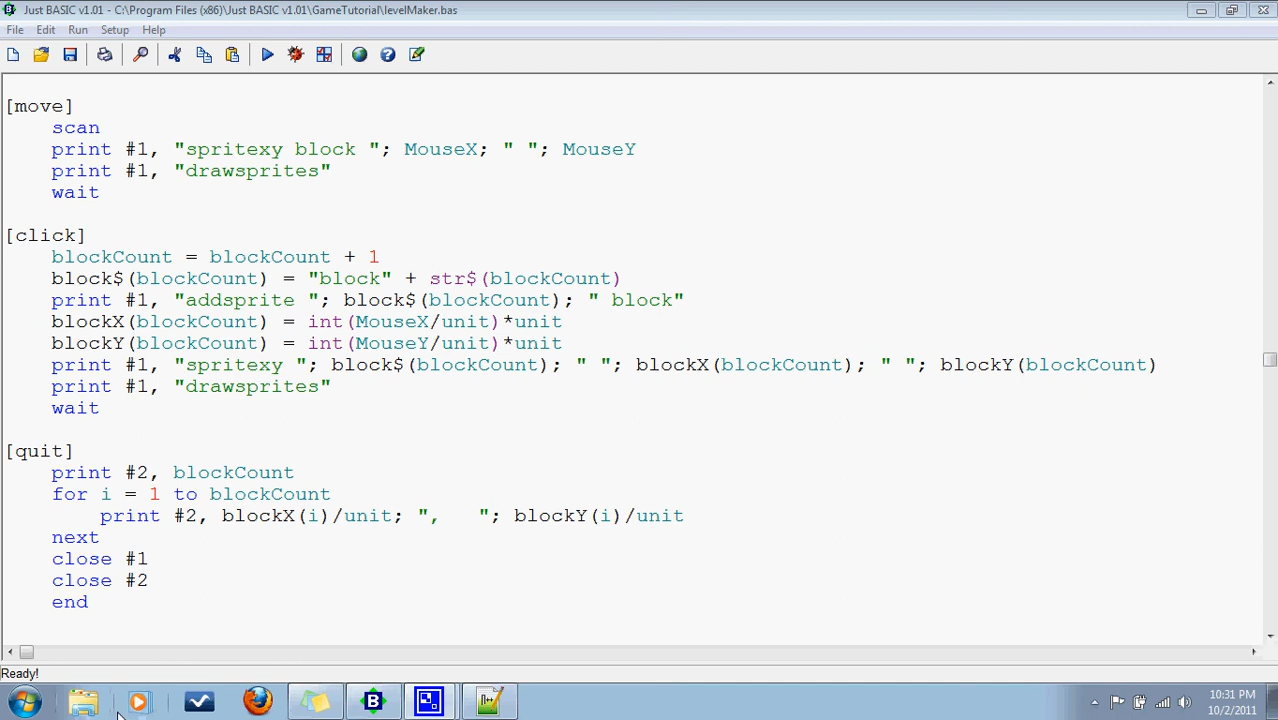 Just BASIC v1.01 - C:\Program Files (x86)\Just BASIC v1.01\GameTutorial\levelMaker.bas
File Edit Run Setup Help
[move]
scan
print #1, "spritexy block "; MouseX; " "; MouseY
print #1, "drawsprites"
wait
[click]
blockCount = blockCount + 1
block$(blockCount) = "block" + str$(blockCount)
print #1, "addsprite "; block$(blockCount); " block"
blockX(blockCount) = int(MouseX/unit)*unit
blockY(blockCount) = int(MouseY/unit)*unit
print #1, "spritexy "; block$(blockCount); " "; blockX(blockCount); " "; blockY(blockCount)
print #1, "drawsprites"
wait
[quit]
print #2, blockCount
for i = 1 to blockCount
print #2, blockX(i)/unit; ",   "; blockY(i)/unit
next
close #1
close #2
end
Ready!
10:31 PM
10/2/2011